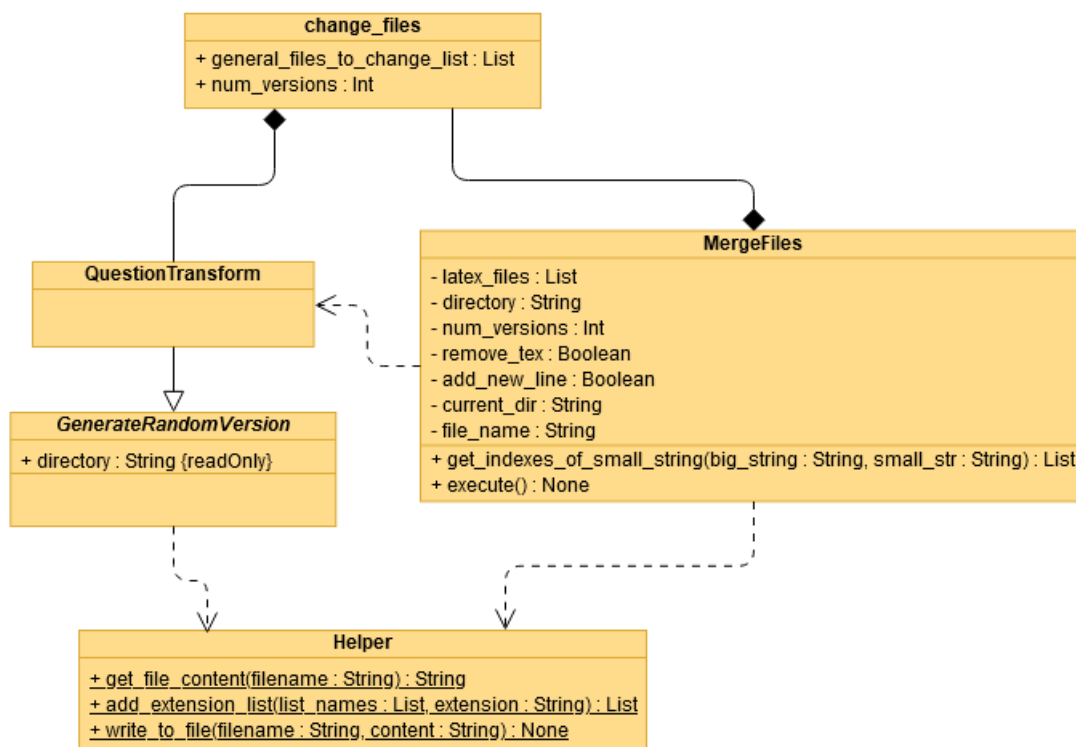 change_files
+ general_files_to_change_list : List
+ num_versions : Int
QuestionTransform
GenerateRandomVersion
+ directory : String {readOnly}
MergeFiles
- latex_files : List
- directory : String
- num_versions : Int
- remove_tex : Boolean
- add_new_line : Boolean
- current_dir : String
- file_name : String
+ get_indexes_of_small_string(big_string : String, small_str : String) : List
+ execute() : None
Helper
+ get_file_content(filename : String) : String
+ add_extension_list(list_names : List, extension : String) : List
+ write_to_file(filename : String, content : String) : None